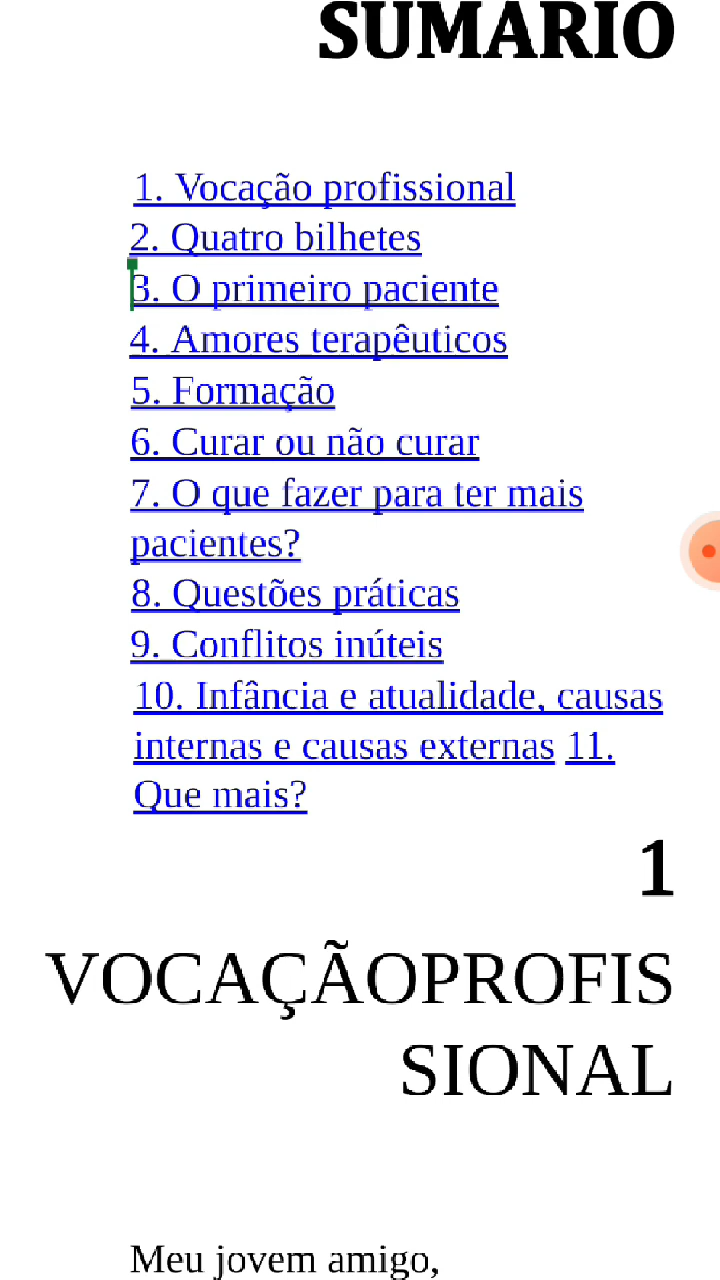 SUMÁRIO
1. Vocação profissional
2. Quatro bilhetes
3. O primeiro paciente
4. Amores terapêuticos
5. Formação
6. Curar ou não curar
7. O que fazer para ter mais
pacientes?
8. Questões práticas
9. Conflitos inúteis
10. Infância e atualidade, causas
internas e causas externas 11.
Que mais?
1
VOCAÇÃOPROFIS
SIONAL
Meu jovem amigo,